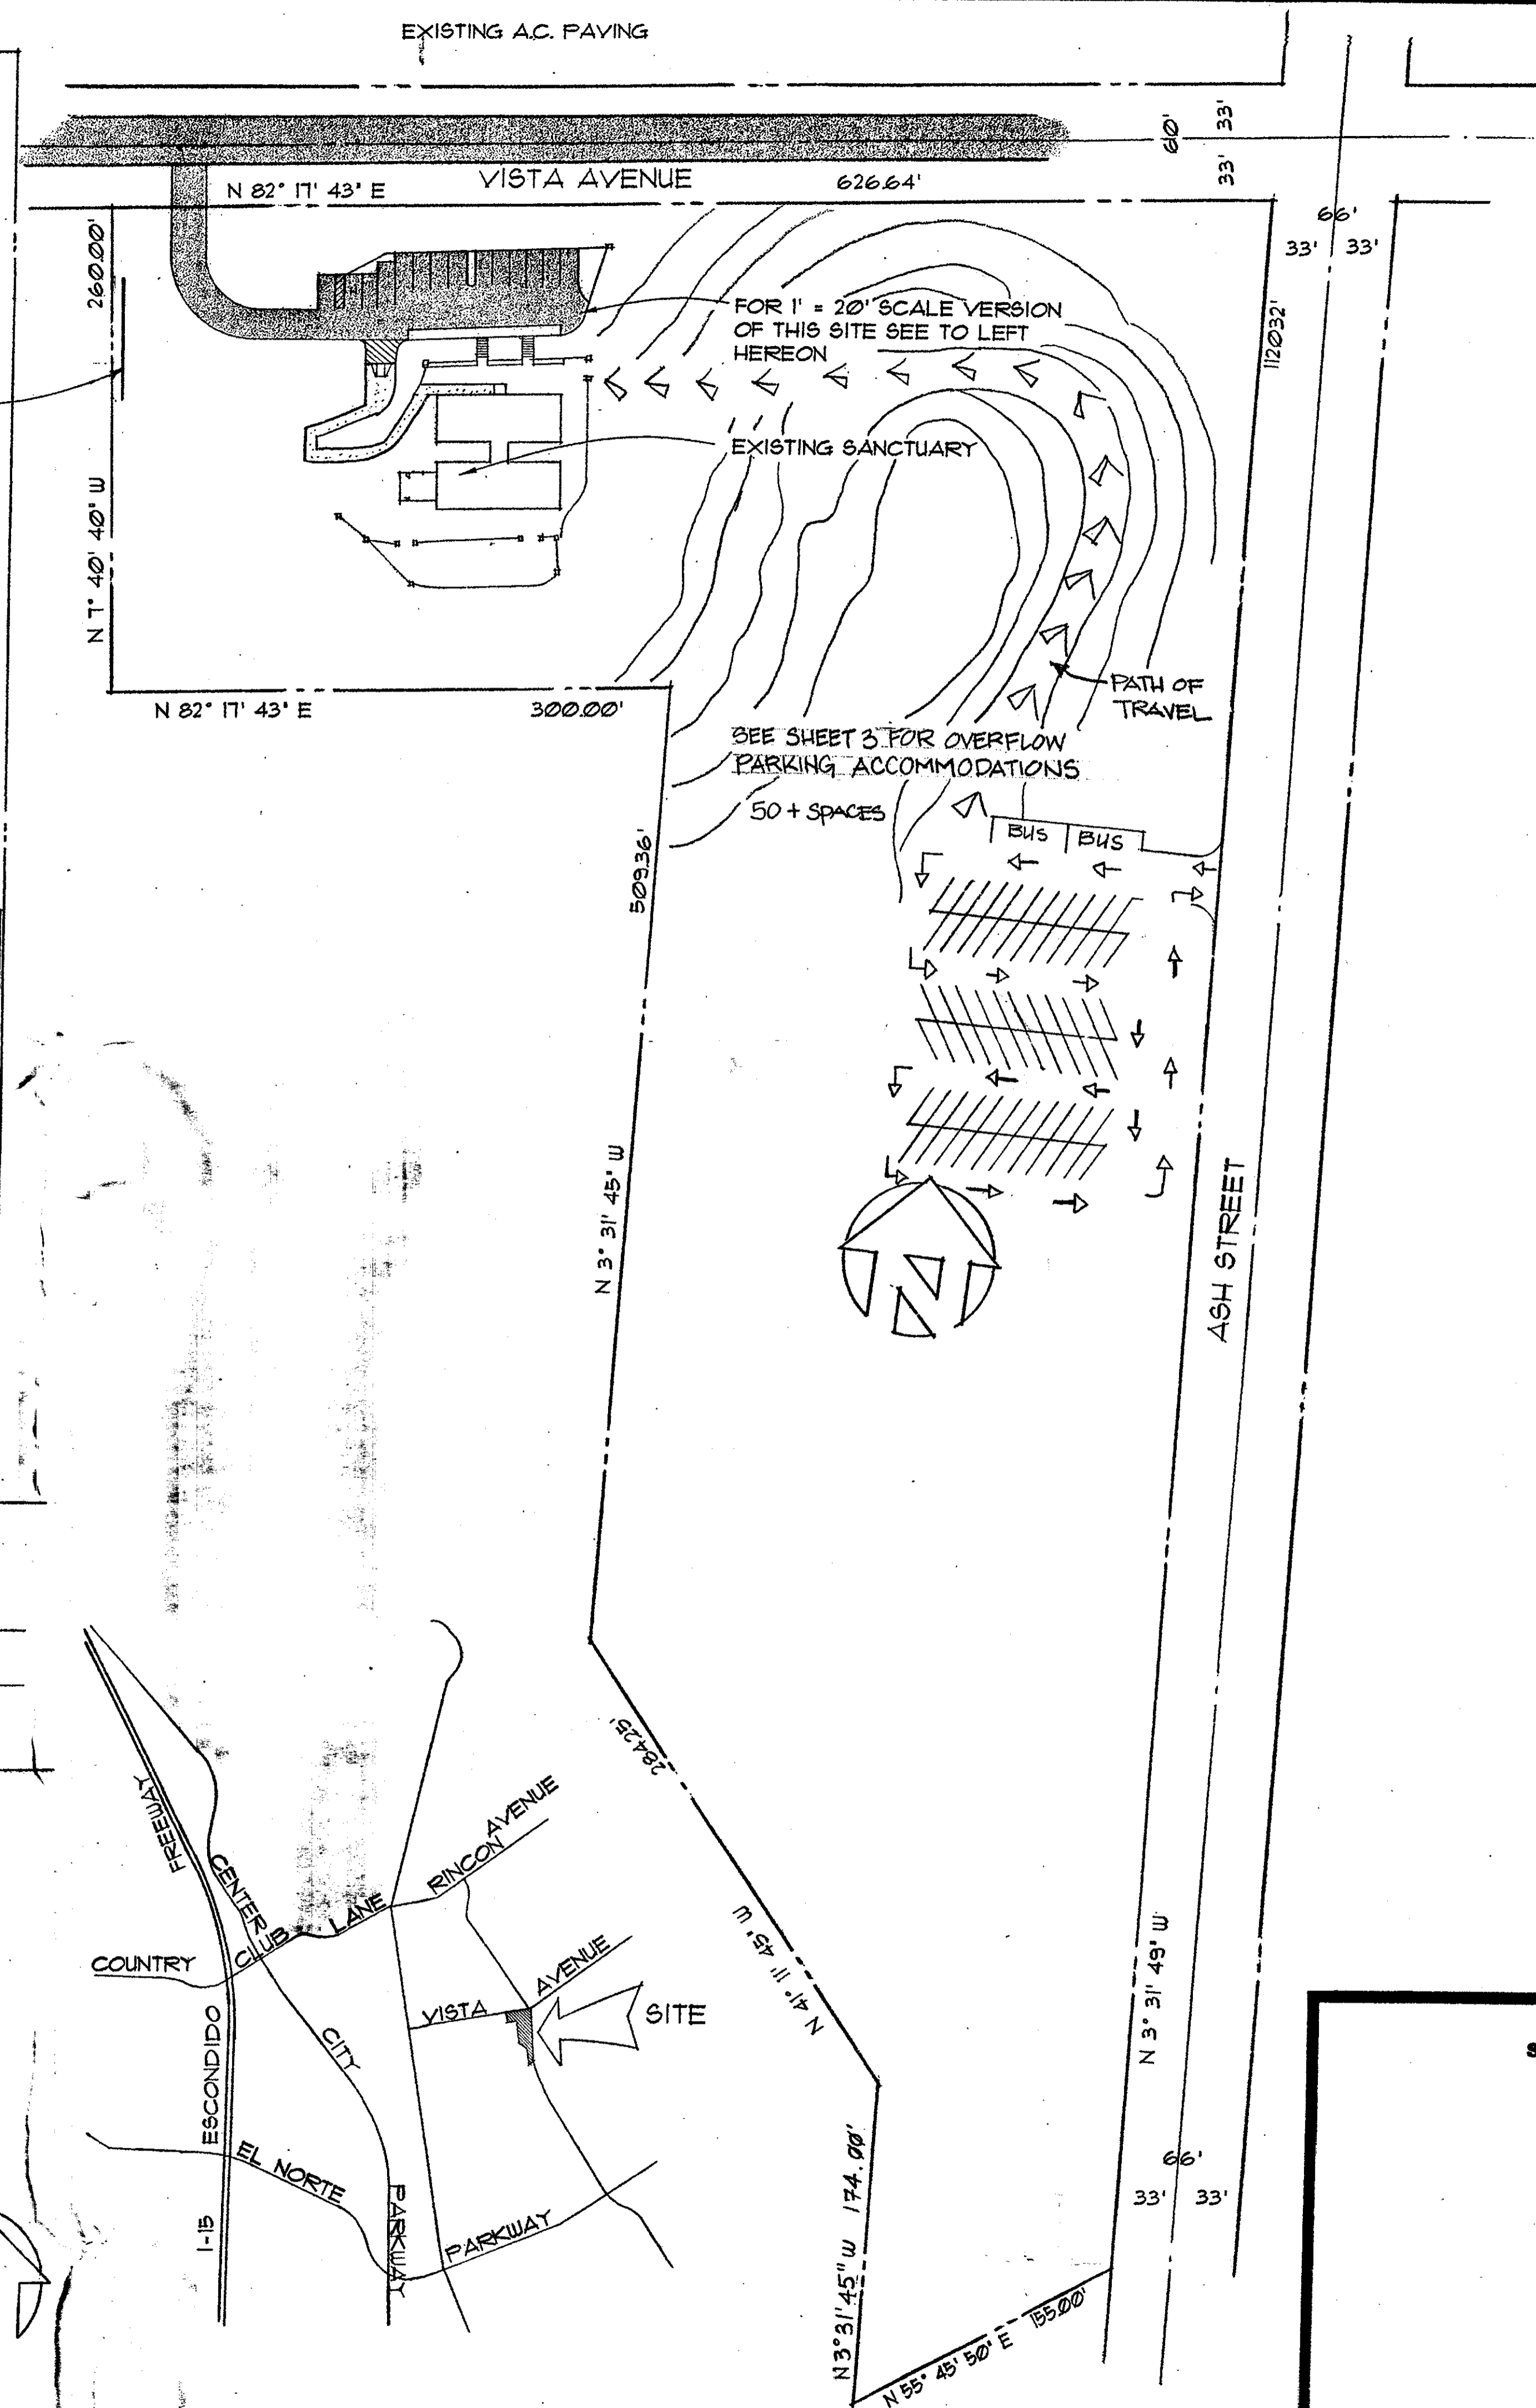 EXISTING A.C. PAVING
60'
33'
33'
N 82° 17' 43" E
VISTA AVENUE
626.64'
66'
33' 33'
260.00'
N 7° 40' 40" W
1120.32'
FOR 1" = 20' SCALE VERSION
OF THIS SITE SEE TO LEFT
HEREON
EXISTING SANCTUARY
PATH OF
TRAVEL
N 82° 17' 43" E
300.00'
SEE SHEET 3 FOR OVERFLOW
PARKING ACCOMMODATIONS
50 + SPACES
BUS BUS
509.36'
N 3° 31' 45" W
ASH STREET
284.25'
N 41° 11' 45" W
N 3° 31' 49" W
66'
33' 33'
N 3° 31' 45" W 174.00'
N 55° 45' 50" E 155.00'
FREEWAY
CENTER
RINCON AVENUE
COUNTRY CLUB LANE
VISTA AVENUE
SITE
CITY
ESCONDIDO
EL NORTE
PARKWAY
PARKWAY
I-15